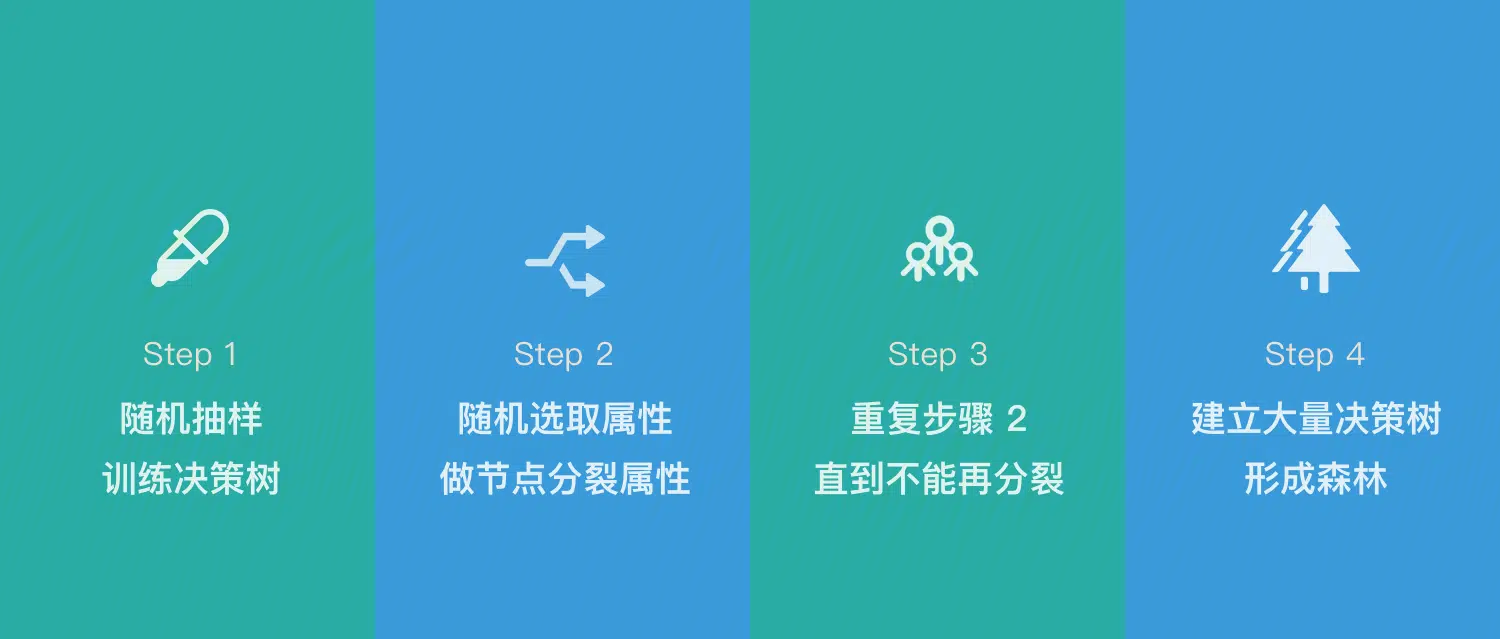 Step 1
随机抽样
训练决策树
Step 2
随机选取属性
做节点分裂属性
Step 3
重复步骤 2
直到不能再分裂
Step 4
建立大量决策树
形成森林